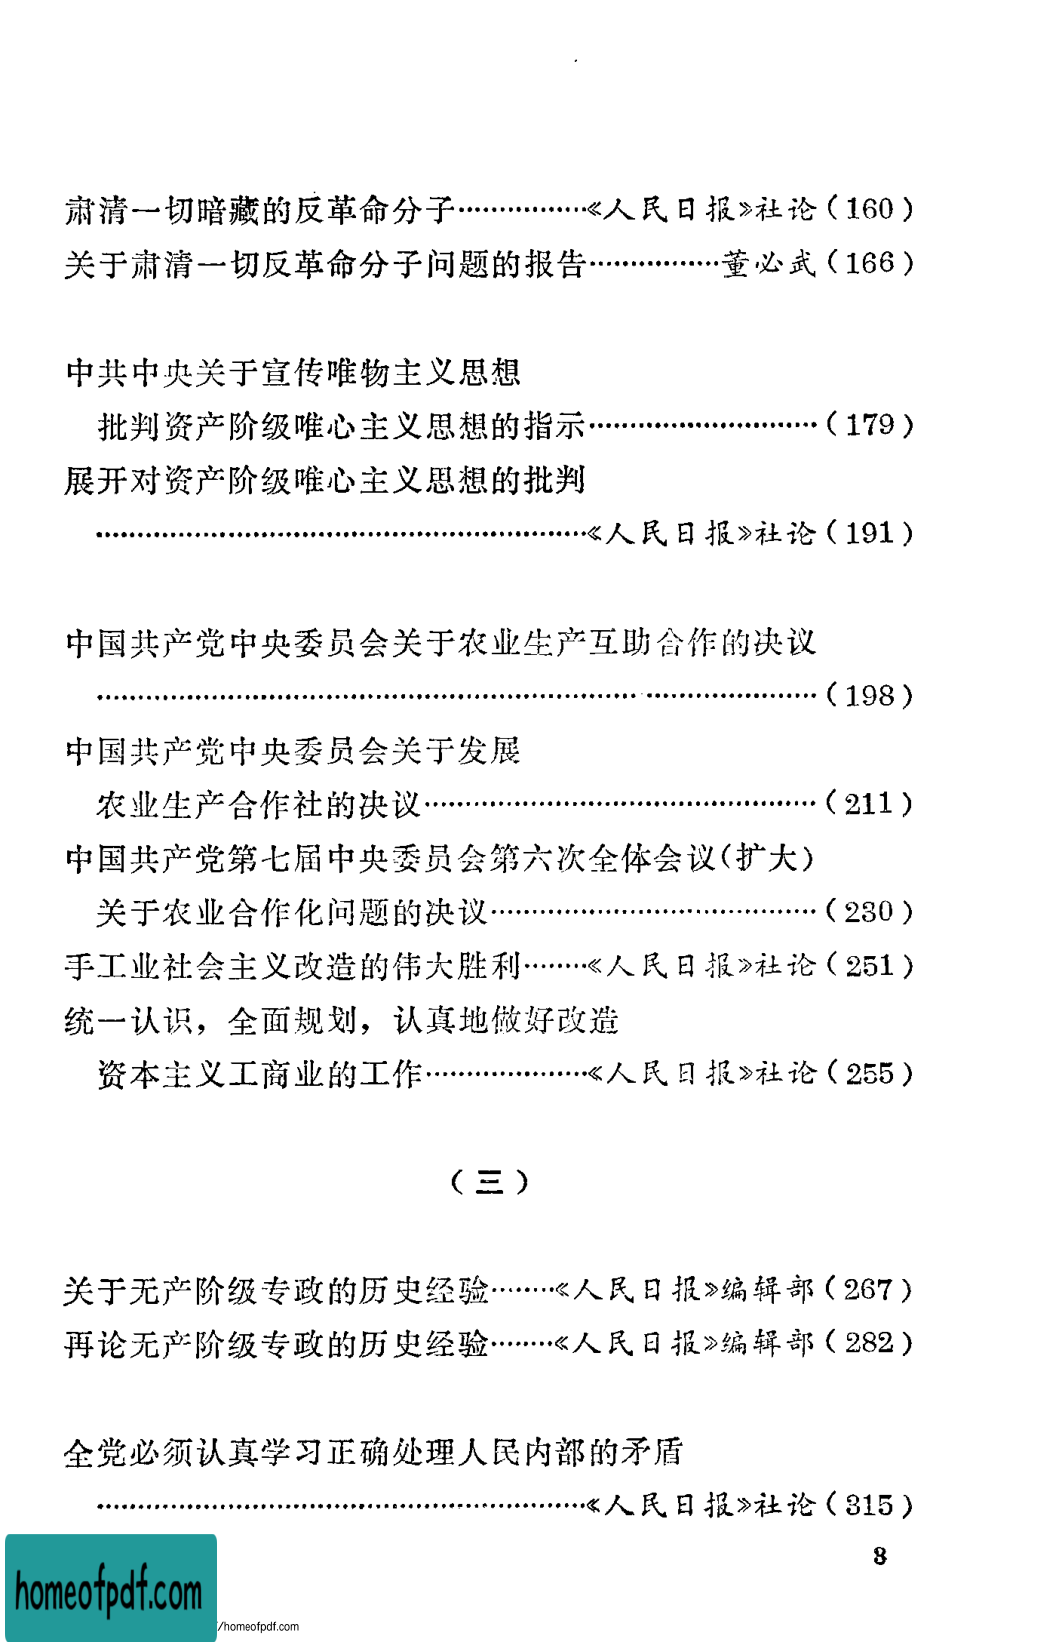 肃清一切暗藏的反革命分子················《人民日报》社论(160)
关于肃清一切反革命分子问题的报告················董必武(166)
中共中央关于宣传唯物主义思想
批判资产阶级唯心主义思想的指示····························(179)
展开对资产阶级唯心主义思想的批判
····························································《人民日报》社论(191)
中国共产党中央委员会关于农业生产互助合作的决议
························································································(198)
中国共产党中央委员会关于发展
农业生产合作社的决议················································(211)
中国共产党第七届中央委员会第六次全体会议(扩大)
关于农业合作化问题的决议········································(230)
手工业社会主义改造的伟大胜利········《人民日报》社论(251)
统一认识，全面规划，认真地做好改造
资本主义工商业的工作····················《人民日报》社论(255)
(三)
关于无产阶级专政的历史经验········《人民日报》编辑部(267)
再论无产阶级专政的历史经验········《人民日报》编辑部(282)
全党必须认真学习正确处理人民内部的矛盾
····························································《人民日报》社论(315)
8
homeofpdf.com
/homeofpdf.com